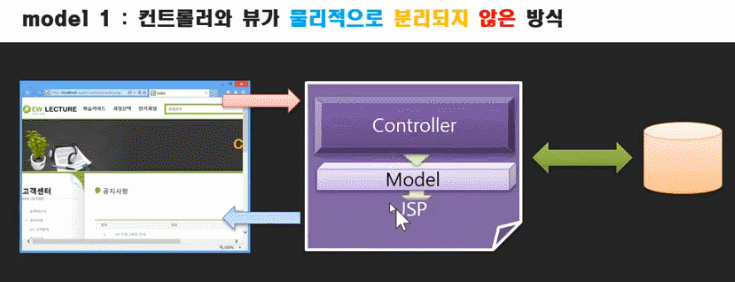 model 1 : 컨트롤러와 뷰가 물리적으로 분리되지 않은 방식
EW LECTURE
학습가이드 과정선택 인기과정
C
고객센터
공지사항
Controller
Model
JSP